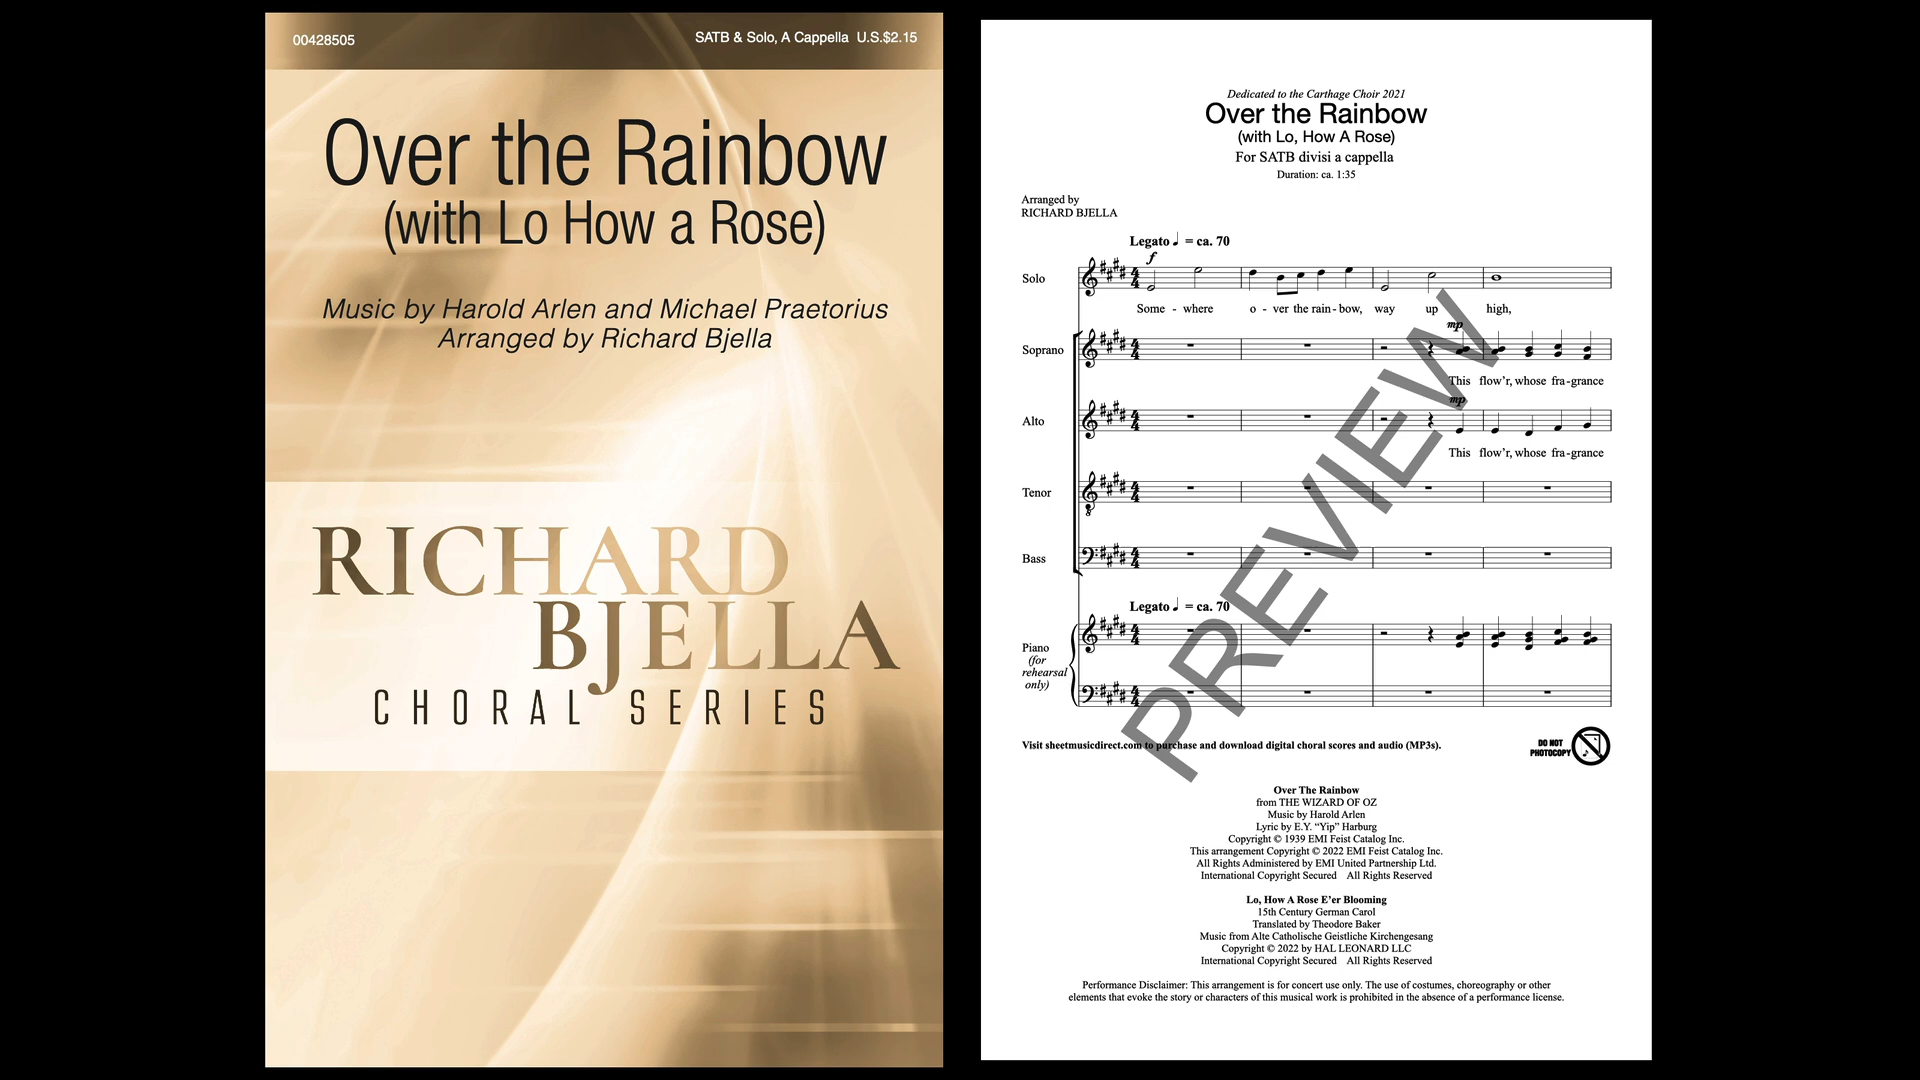 00428505
SATB & Solo, A Cappella U.S.$2.15
Over the Rainbow
(with Lo How a Rose)
Music by Harold Arlen and Michael Praetorius
Arranged by Richard Bjella
RICHARD
BJELLA
CHORAL SERIES
Dedicated to the Carthage Choir 2021
Over the Rainbow
(with Lo, How A Rose)
For SATB divisi a cappella
Duration: ca. 1:35
Arranged by
RICHARD BJELLA
Legato ♩ = ca. 70
f
Solo
Some - where o - ver the rain - bow, way up high,
mp
Soprano
This flow'r, whose fra - grance
mp
Alto
This flow'r, whose fra - grance
Tenor
8
Bass
Legato ♩ = ca. 70
Piano
(for
rehearsal
only)
PREVIEW
Visit sheetmusicdirect.com to purchase and download digital choral scores and audio (MP3s).
DO NOT
PHOTOCOPY
Over The Rainbow
from THE WIZARD OF OZ
Music by Harold Arlen
Lyric by E.Y. “Yip” Harburg
Copyright © 1939 EMI Feist Catalog Inc.
This arrangement Copyright © 2022 EMI Feist Catalog Inc.
All Rights Administered by EMI United Partnership Ltd.
International Copyright Secured All Rights Reserved
Lo, How A Rose E'er Blooming
15th Century German Carol
Translated by Theodore Baker
Music from Alte Catholische Geistliche Kirchengesang
Copyright © 2022 by HAL LEONARD LLC
International Copyright Secured All Rights Reserved
Performance Disclaimer: This arrangement is for concert use only. The use of costumes, choreography or other
elements that evoke the story or characters of this musical work is prohibited in the absence of a performance license.